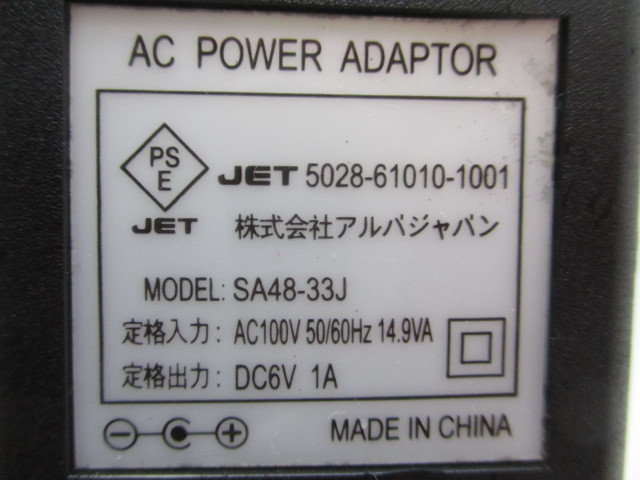 AC POWER ADAPTOR
PS
E
JET
JET 5028-61010-1001
株式会社アルパジャパン
MODEL: SA48-33J
定格入力: AC100V 50/60Hz 14.9VA
定格出力: DC6V 1A
MADE IN CHINA